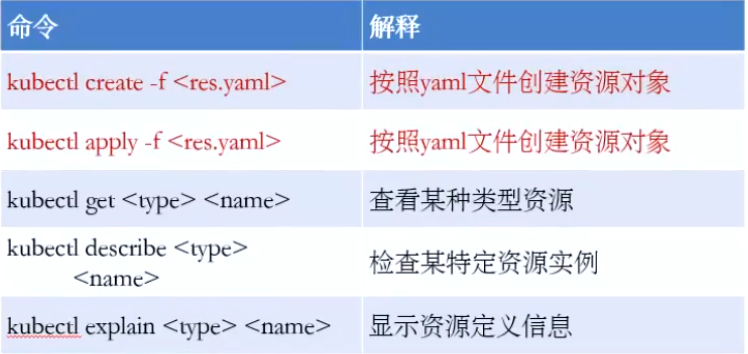 命令 解释
kubectl create -f <res.yaml> 按照yaml文件创建资源对象
kubectl apply -f <res.yaml> 按照yaml文件创建资源对象
kubectl get <type> <name> 查看某种类型资源
kubectl describe <type>
<name> 检查某特定资源实例
kubectl explain <type> <name> 显示资源定义信息